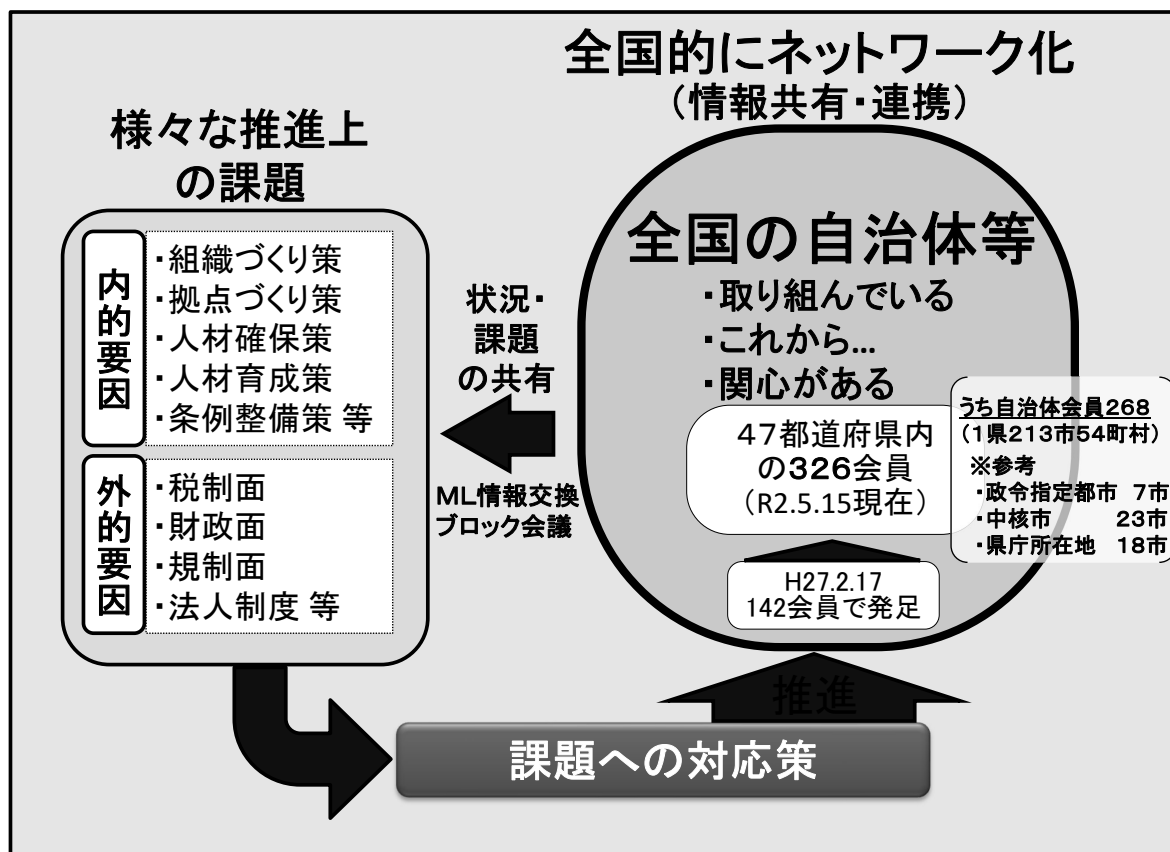 全国的にネットワーク化
（情報共有・連携）
様々な推進上
の課題
内的要因
・組織づくり策
・拠点づくり策
・人材確保策
・人材育成策
・条例整備策 等
外的要因
・税制面
・財政面
・規制面
・法人制度 等
状況・
課題
の共有
ML情報交換
ブロック会議
全国の自治体等
・取り組んでいる
・これから…
・関心がある
47都道府県内
の326会員
（R2.5.15現在）
うち自治体会員268
（1県213市54町村）
※参考
・政令指定都市 7市
・中核市 23市
・県庁所在地 18市
H27.2.17
142会員で発足
推進
課題への対応策